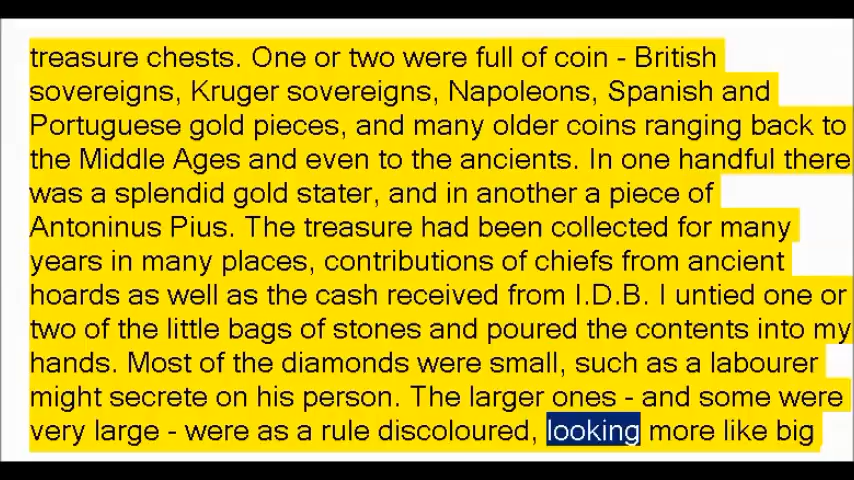 treasure chests. One or two were full of coin - British
sovereigns, Kruger sovereigns, Napoleons, Spanish and
Portuguese gold pieces, and many older coins ranging back to
the Middle Ages and even to the ancients. In one handful there
was a splendid gold stater, and in another a piece of
Antoninus Pius. The treasure had been collected for many
years in many places, contributions of chiefs from ancient
hoards as well as the cash received from I.D.B. I untied one or
two of the little bags of stones and poured the contents into my
hands. Most of the diamonds were small, such as a labourer
might secrete on his person. The larger ones - and some were
very large - were as a rule discoloured, looking more like big